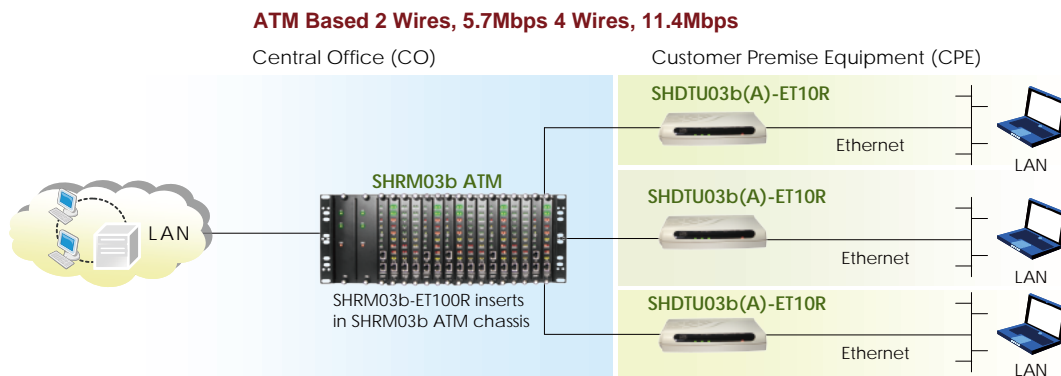 ATM Based 2 Wires, 5.7Mbps 4 Wires, 11.4Mbps
Central Office (CO)
Customer Premise Equipment (CPE)
SHDTU03b(A)-ET10R
Ethernet
LAN
SHRM03b ATM
SHDTU03b(A)-ET10R
LAN
Ethernet
LAN
SHRM03b-ET100R inserts
in SHRM03b ATM chassis
SHDTU03b(A)-ET10R
Ethernet
LAN